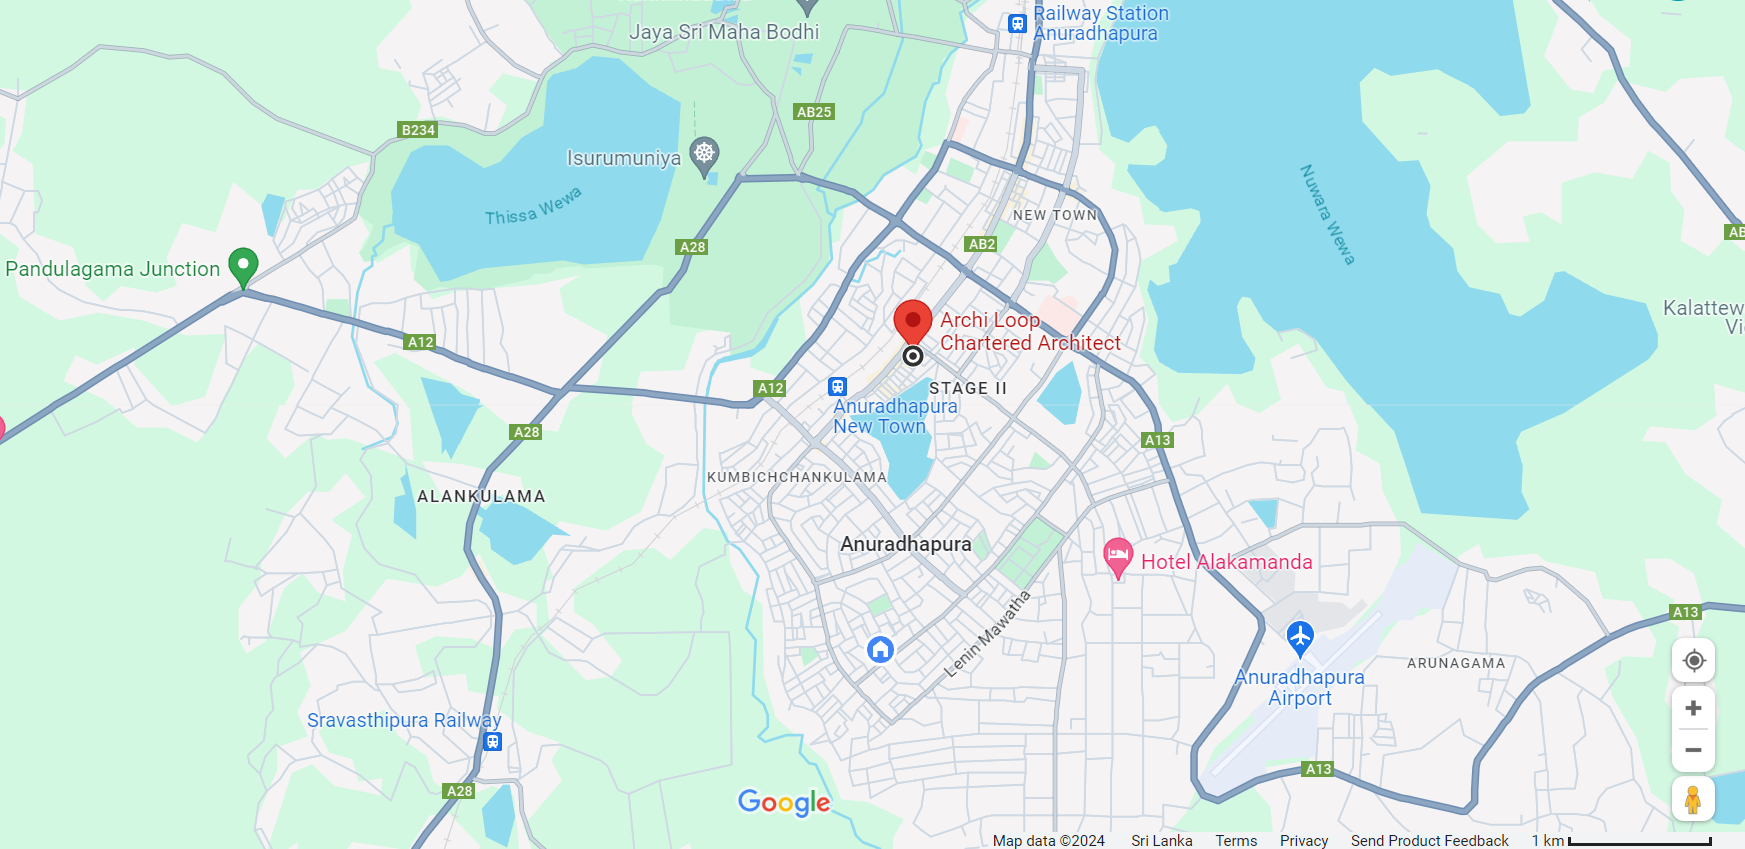 Railway Station
Anuradhapura
Jaya Sri Maha Bodhi
AB25
B234
Isurumuniya
Thissa Wewa
Nuwara Wewa
NEW TOWN
AB
A28
AB2
Pandulagama Junction
Kalattew
Vi
Archi Loop
Chartered Architect
A12
A12
STAGE II
Anuradhapura
New Town
A28
A13
KUMBICHCHANKULAMA
ALANKULAMA
Anuradhapura
Hotel Alakamanda
A13
Lenin Mawatha
ARUNAGAMA
Anuradhapura
Airport
Sravasthipura Railway
A13
A28
Google
Map data ©2024 Sri Lanka Terms Privacy Send Product Feedback 1 km